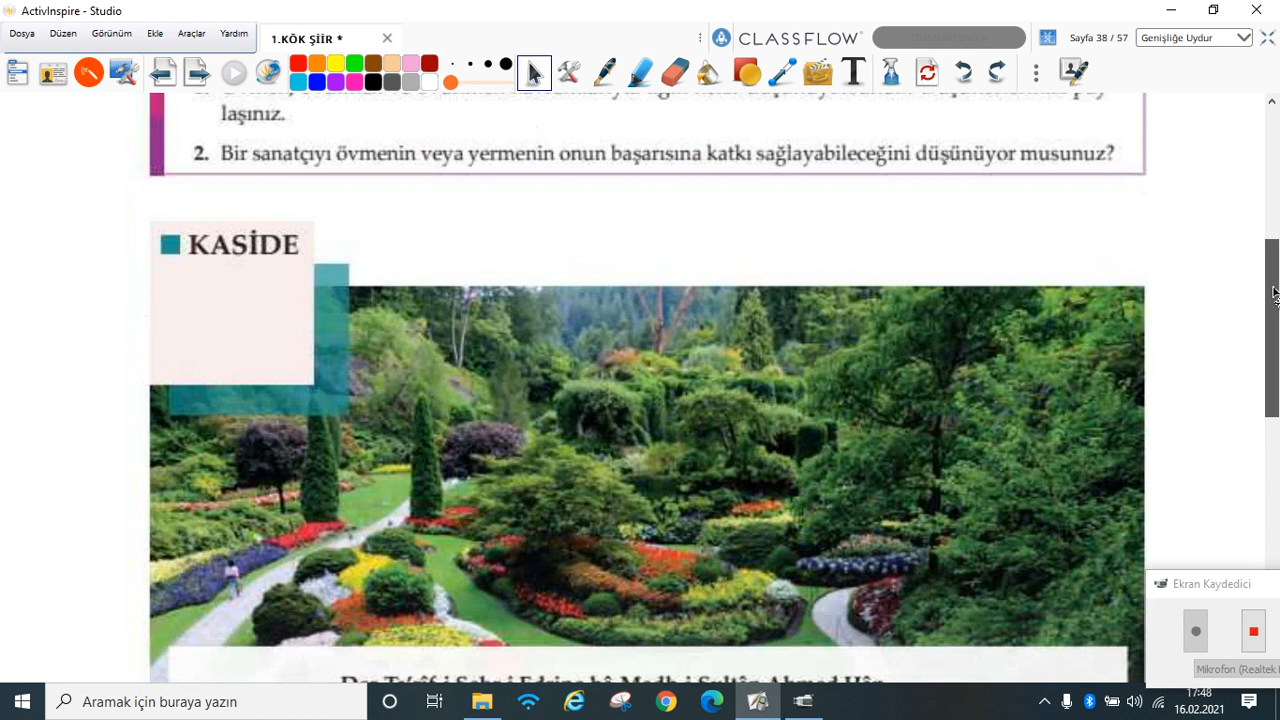 ActivInspire - Studio
Dosya Düzen Görünüm Ekle Araçlar Yardım
1.KÖK ŞİİR *
CLASSFLOW
Sayfa 38 / 57
Genişliğe Uydur
laşınız.
2. Bir sanatçıyı övmenin veya yermenin onun başarısına katkı sağlayabileceğini düşünüyor musunuz?
KASİDE
Ekran Kaydedici
Mikrofon (Realtek
Aramak için buraya yazın
17:48
16.02.2021